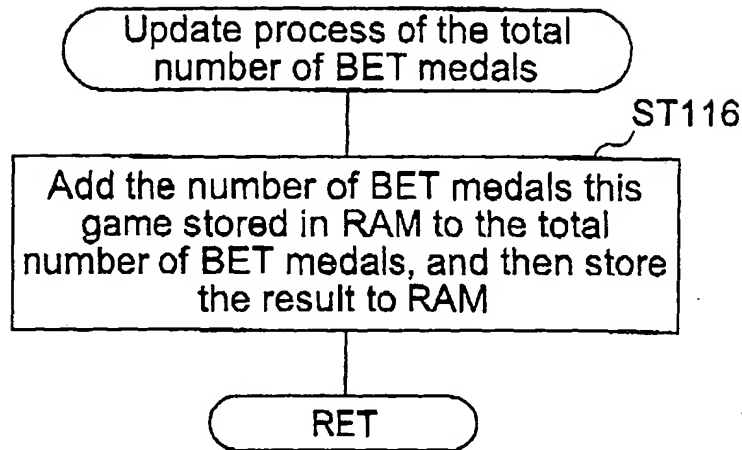 Update process of the total
number of BET medals
ST116
Add the number of BET medals this
game stored in RAM to the total
number of BET medals, and then store
the result to RAM
RET